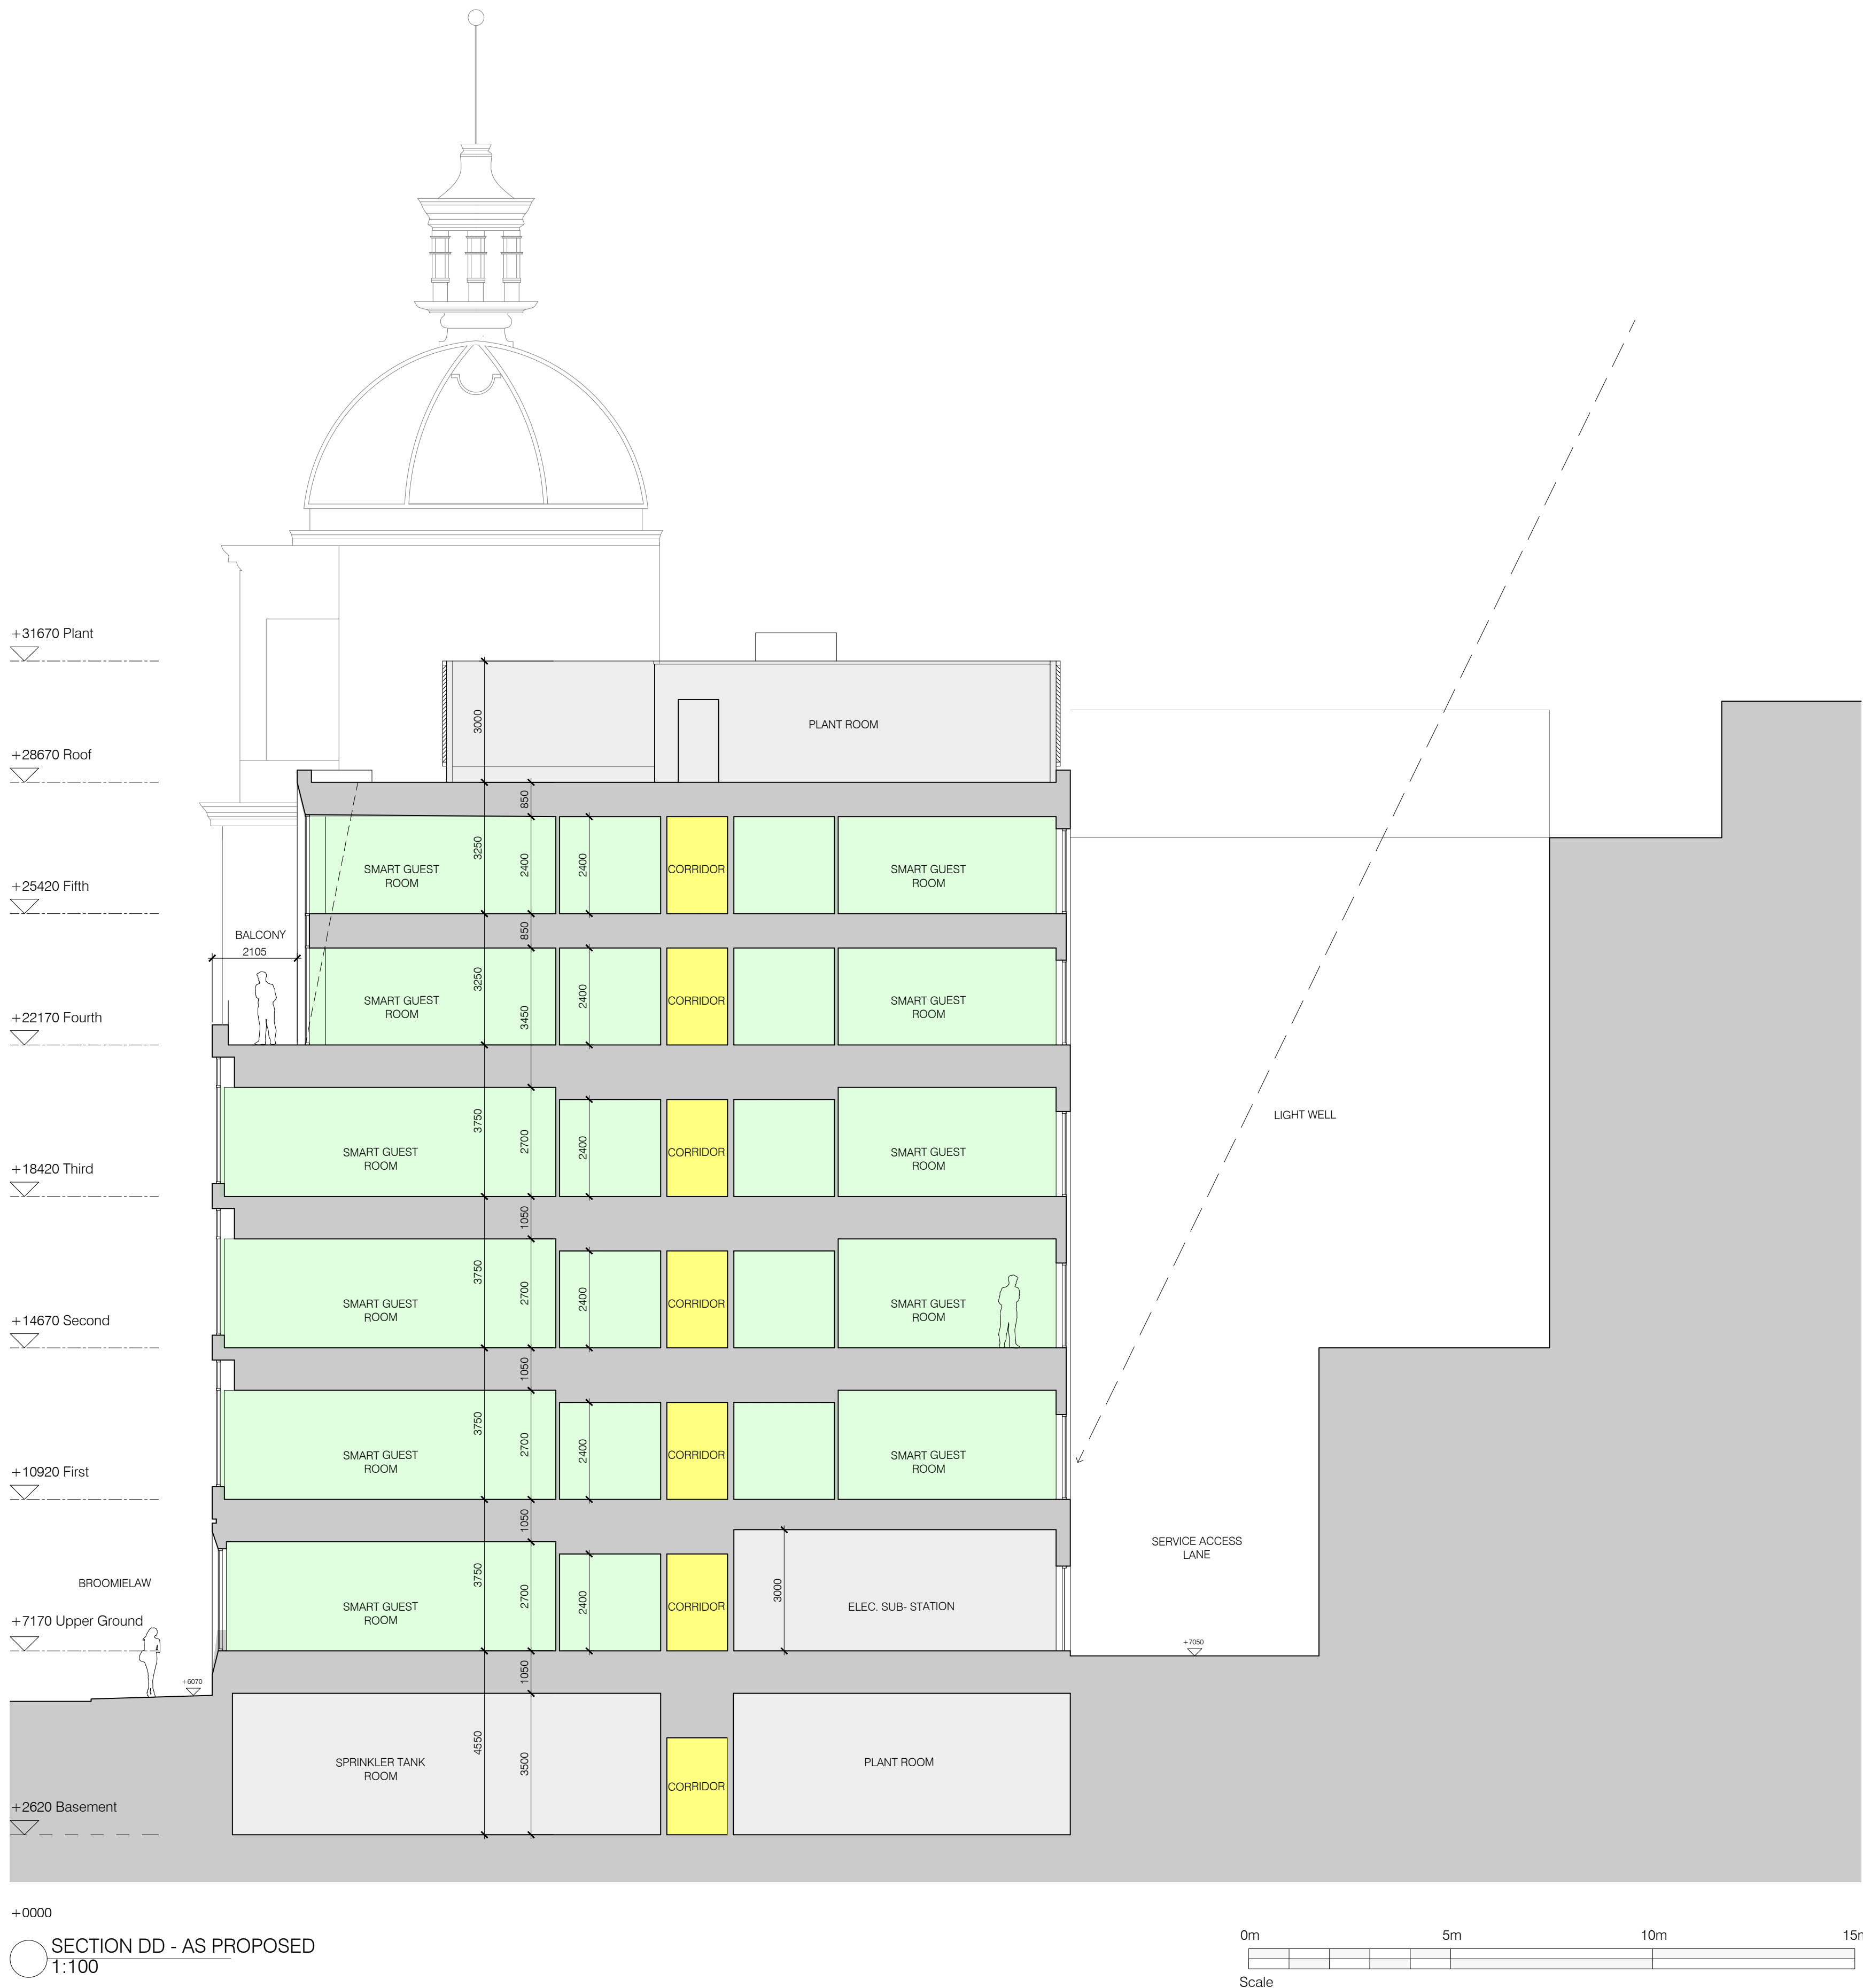 +31670 Plant
3000
PLANT ROOM
+28670 Roof
850
3250
2400
2400
SMART GUEST
ROOM
CORRIDOR
SMART GUEST
ROOM
+25420 Fifth
850
BALCONY
2105
3250
3450
2400
SMART GUEST
ROOM
CORRIDOR
SMART GUEST
ROOM
+22170 Fourth
3750
2700
2400
SMART GUEST
ROOM
CORRIDOR
SMART GUEST
ROOM
LIGHT WELL
+18420 Third
1050
3750
2700
2400
SMART GUEST
ROOM
CORRIDOR
SMART GUEST
ROOM
+14670 Second
1050
3750
2700
2400
SMART GUEST
ROOM
CORRIDOR
SMART GUEST
ROOM
+10920 First
1050
SERVICE ACCESS
LANE
BROOMIELAW
3750
2700
2400
3000
SMART GUEST
ROOM
CORRIDOR
ELEC. SUB- STATION
+7170 Upper Ground
+7050
1050
+6070
4550
3500
SPRINKLER TANK
ROOM
CORRIDOR
PLANT ROOM
+2620 Basement
+0000
SECTION DD - AS PROPOSED
1:100
0m 5m 10m 15m
Scale